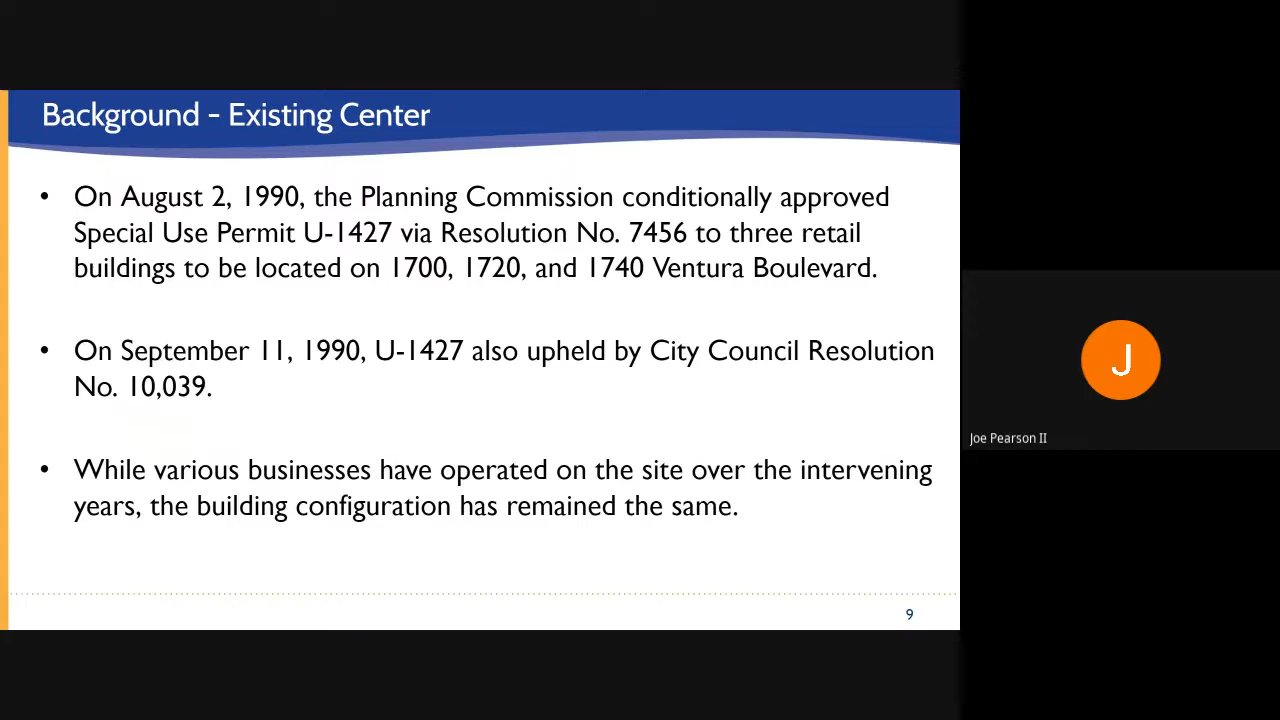 Background - Existing Center
• On August 2, 1990, the Planning Commission conditionally approved
Special Use Permit U-1427 via Resolution No. 7456 to three retail
buildings to be located on 1700, 1720, and 1740 Ventura Boulevard.
• On September 11, 1990, U-1427 also upheld by City Council Resolution
No. 10,039.
• While various businesses have operated on the site over the intervening
years, the building configuration has remained the same.
9
J
Joe Pearson II